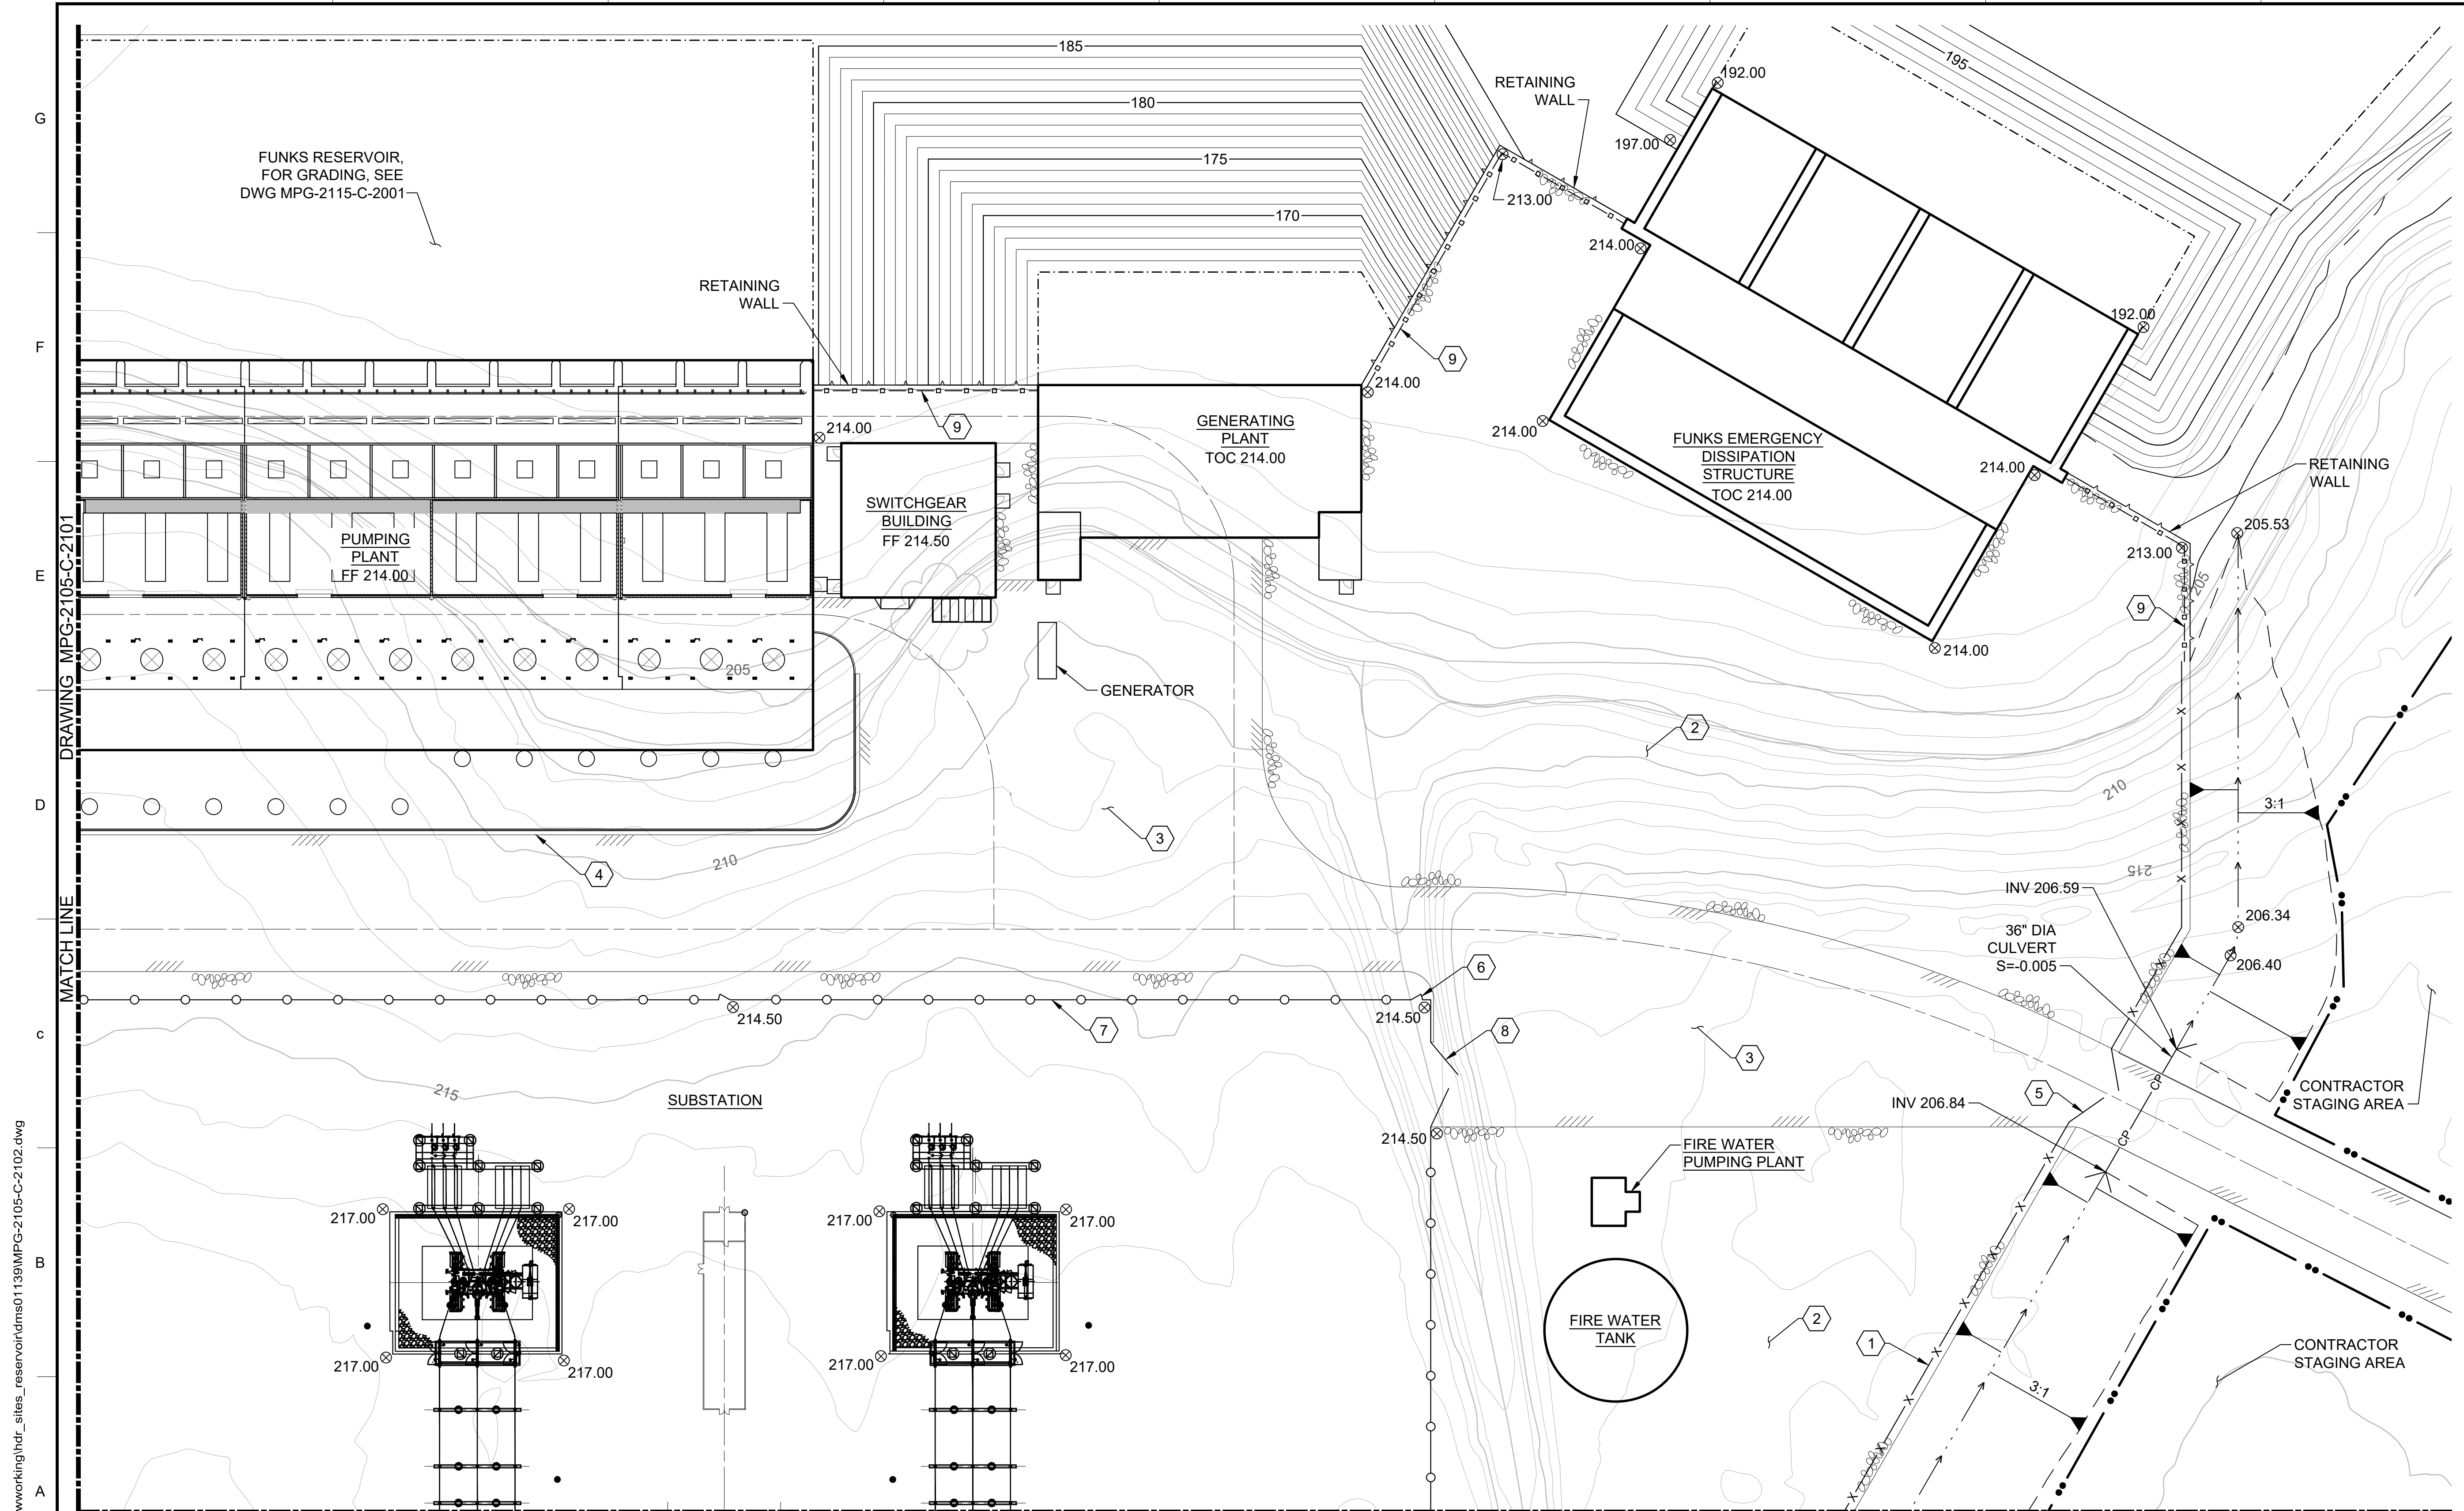 185
180
175
170
195
G
F
E
D
c
B
A
FUNKS RESERVOIR,
FOR GRADING, SEE
DWG MPG-2115-C-2001
RETAINING
WALL
192.00
197.00
213.00
214.00
RETAINING
WALL
192.00
9
214.00
214.00
9
GENERATING
PLANT
TOC 214.00
214.00
FUNKS EMERGENCY
DISSIPATION
STRUCTURE
TOC 214.00
214.00
RETAINING
WALL
SWITCHGEAR
BUILDING
FF 214.50
PUMPING
PLANT
FF 214.00
205.53
213.00
205
9
214.00
205
GENERATOR
2
210
3:1
3
210
4
215
INV 206.59
206.34
36" DIA
CULVERT
S=-0.005
206.40
6
214.50
214.50
7
8
3
CP
215
SUBSTATION
5
CONTRACTOR
STAGING AREA
INV 206.84
214.50
CP
FIRE WATER
PUMPING PLANT
217.00
217.00
217.00
217.00
FIRE WATER
TANK
2
1
CONTRACTOR
STAGING AREA
217.00
217.00
217.00
217.00
3:1
MATCH LINE DRAWING MPG-2105-C-2101
wworking\hdr_sites_reservoir\dms01139\MPG-2105-C-2102.dwg